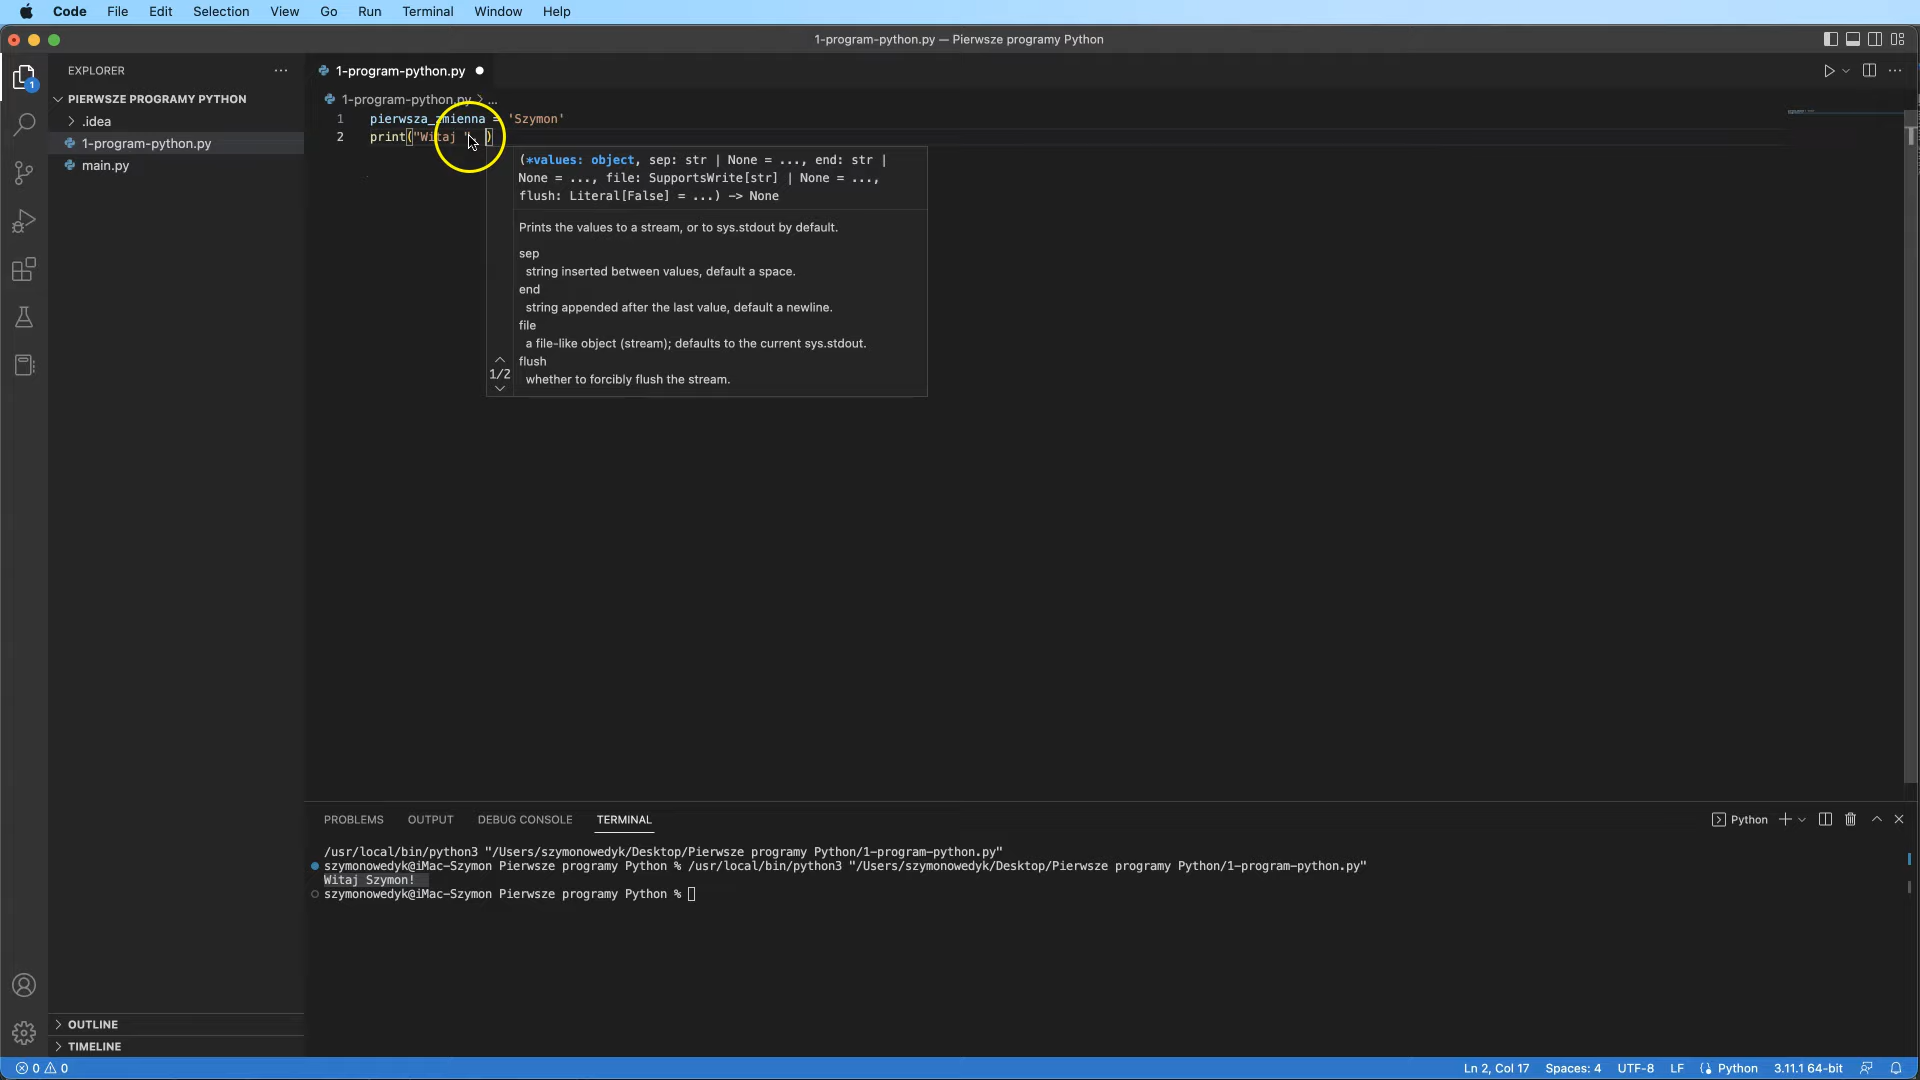 Code File Edit Selection View Go Run Terminal Window Help
1-program-python.py — Pierwsze programy Python
EXPLORER
1
PIERWSZE PROGRAMY PYTHON
.idea
1-program-python.py
main.py
OUTLINE
TIMELINE
1-program-python.py
1-program-python.py > ...
1 pierwsza_zmienna = 'Szymon'
2 print("Witaj ", )
(*values: object, sep: str | None = ..., end: str |
None = ..., file: SupportsWrite[str] | None = ...,
flush: Literal[False] = ...) -> None
Prints the values to a stream, or to sys.stdout by default.
sep
string inserted between values, default a space.
end
string appended after the last value, default a newline.
file
a file-like object (stream); defaults to the current sys.stdout.
flush
1/2
whether to forcibly flush the stream.
PROBLEMS OUTPUT DEBUG CONSOLE TERMINAL
Python
/usr/local/bin/python3 "/Users/szymonowedyk/Desktop/Pierwsze programy Python/1-program-python.py"
szymonowedyk@iMac-Szymon Pierwsze programy Python % /usr/local/bin/python3 "/Users/szymonowedyk/Desktop/Pierwsze programy Python/1-program-python.py"
Witaj Szymon!
szymonowedyk@iMac-Szymon Pierwsze programy Python %
0 0
Ln 2, Col 17 Spaces: 4 UTF-8 LF Python 3.11.1 64-bit